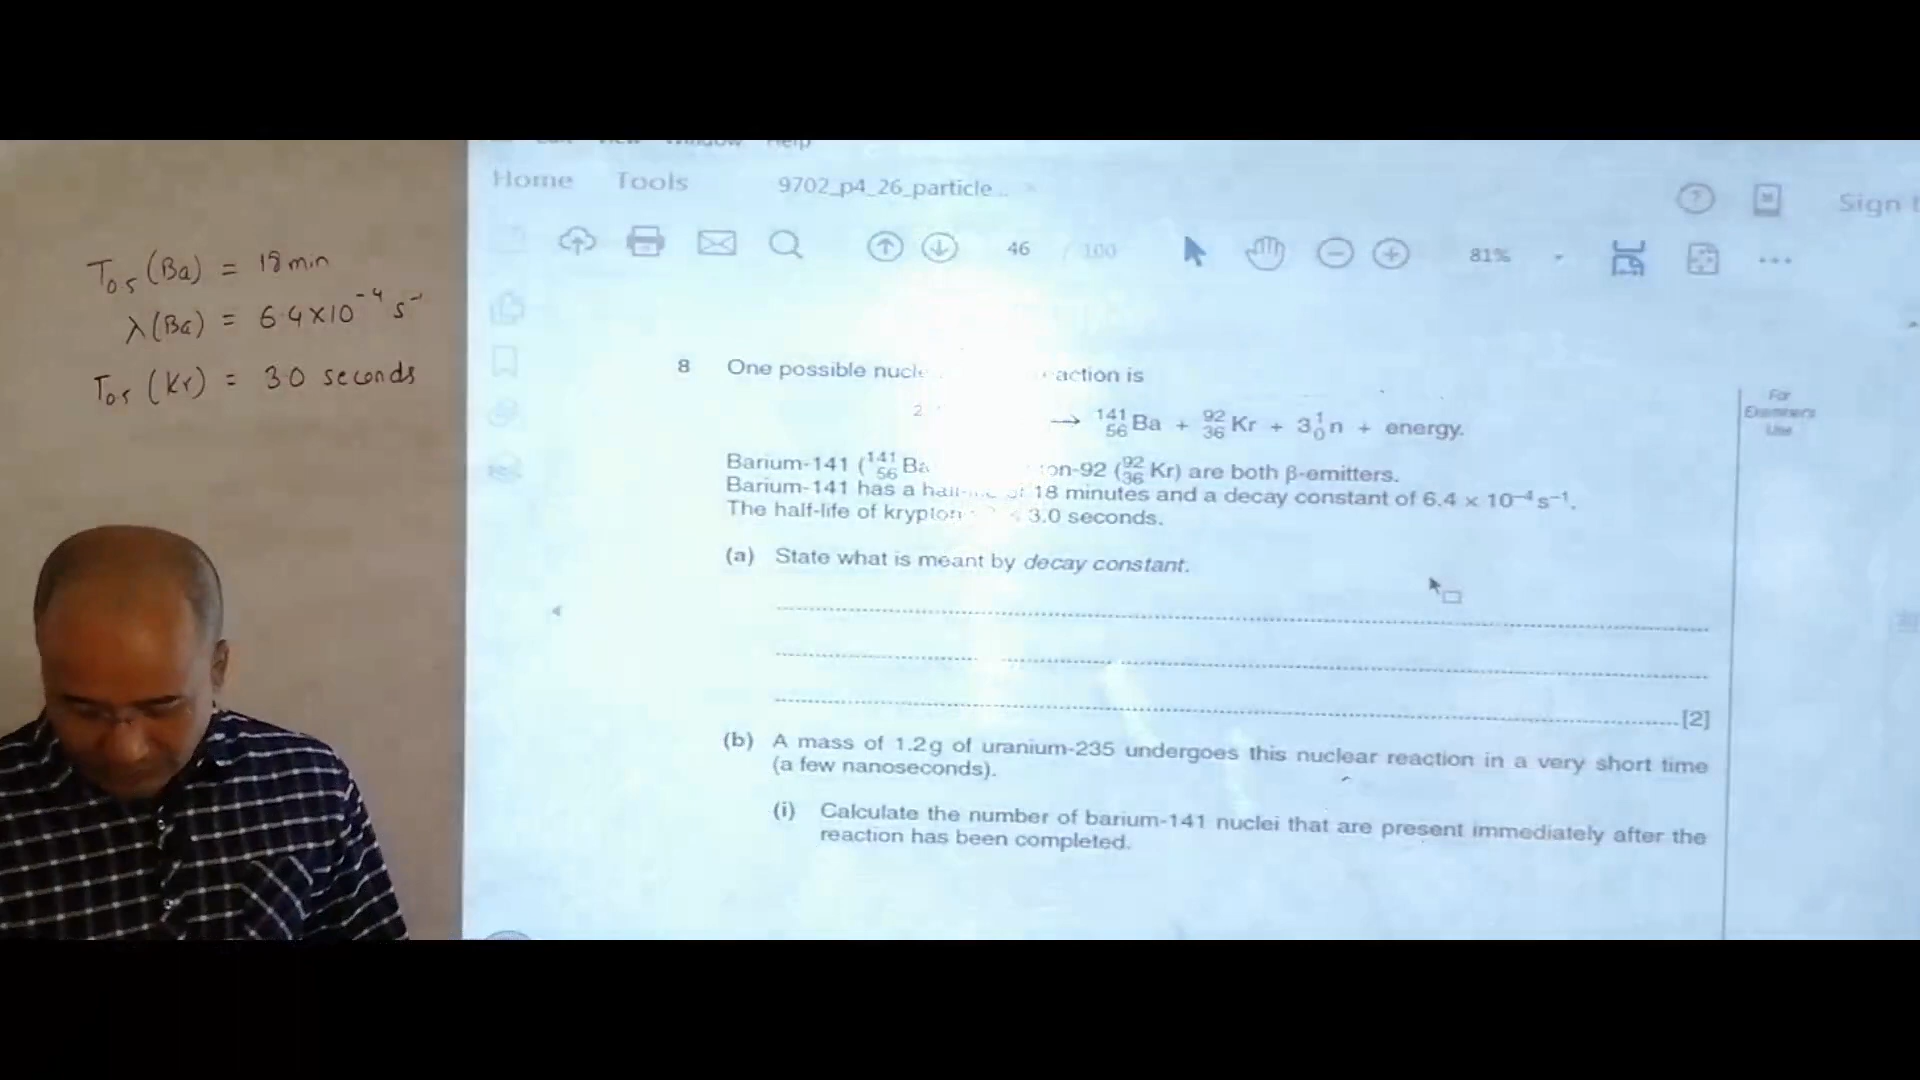 Home Tools 9702_p4_26_particle...
46 / 100 81%
T₀.₅ (Ba) = 18 min
λ(Ba) = 6.4×10⁻⁴ s⁻
T₀.₅ (Kr) = 3.0 seconds
8 One possible nucl action is
→ ¹⁴¹₅₆Ba + ⁹²₃₆Kr + 3¹₀n + energy.
Barium-141 (¹⁴¹₅₆Ba on-92 (⁹²₃₆Kr) are both β-emitters.
Barium-141 has a half- of 18 minutes and a decay constant of 6.4 × 10⁻⁴ s⁻¹.
The half-life of krypton 3.0 seconds.
For
Examiner's
Use
(a) State what is meant by decay constant.
[2]
(b) A mass of 1.2g of uranium-235 undergoes this nuclear reaction in a very short time
(a few nanoseconds).
(i) Calculate the number of barium-141 nuclei that are present immediately after the
reaction has been completed.